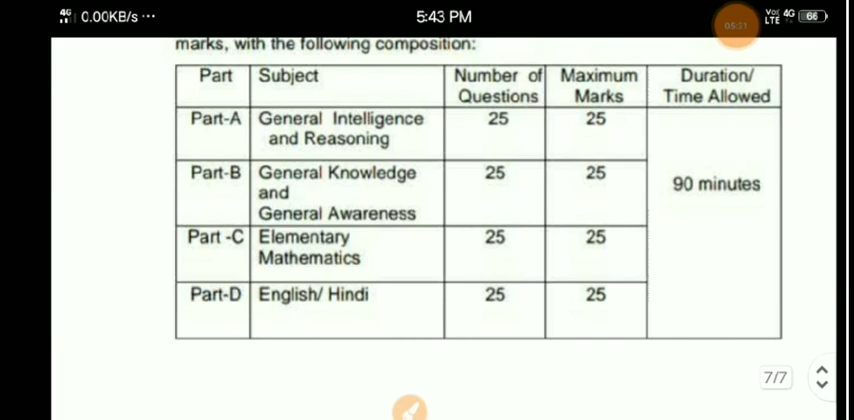 4G 0.00KB/s ... 5:43 PM 05:31 Vo) 4G LTE 66
marks, with the following composition:
Part Subject Number of Maximum Duration/
Questions Marks Time Allowed
Part-A General Intelligence 25 25
and Reasoning
Part-B General Knowledge 25 25 90 minutes
and
General Awareness
Part -C Elementary 25 25
Mathematics
Part-D English/ Hindi 25 25
7/7